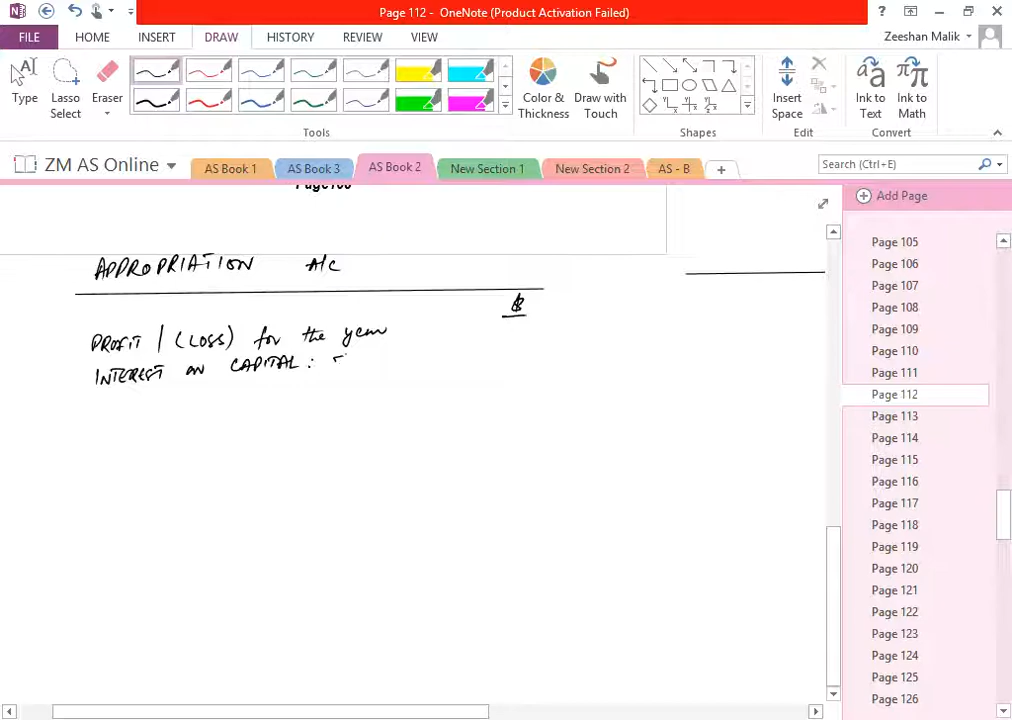 Page 112 - OneNote (Product Activation Failed)
?
FILE
HOME
INSERT
DRAW
HISTORY
REVIEW
VIEW
Zeeshan Malik
Type
Lasso Select
Eraser
Color & Thickness
Draw with Touch
Insert Space
Ink to Text
Ink to Math
Tools
Shapes
Edit
Convert
ZM AS Online
AS Book 1
AS Book 3
AS Book 2
New Section 1
New Section 2
AS - B
Search (Ctrl+E)
Add Page
APPROPRIATION A/C
$
PROFIT / (LOSS) for the year
INTEREST ON CAPITAL :
Page 105
Page 106
Page 107
Page 108
Page 109
Page 110
Page 111
Page 112
Page 113
Page 114
Page 115
Page 116
Page 117
Page 118
Page 119
Page 120
Page 121
Page 122
Page 123
Page 124
Page 125
Page 126